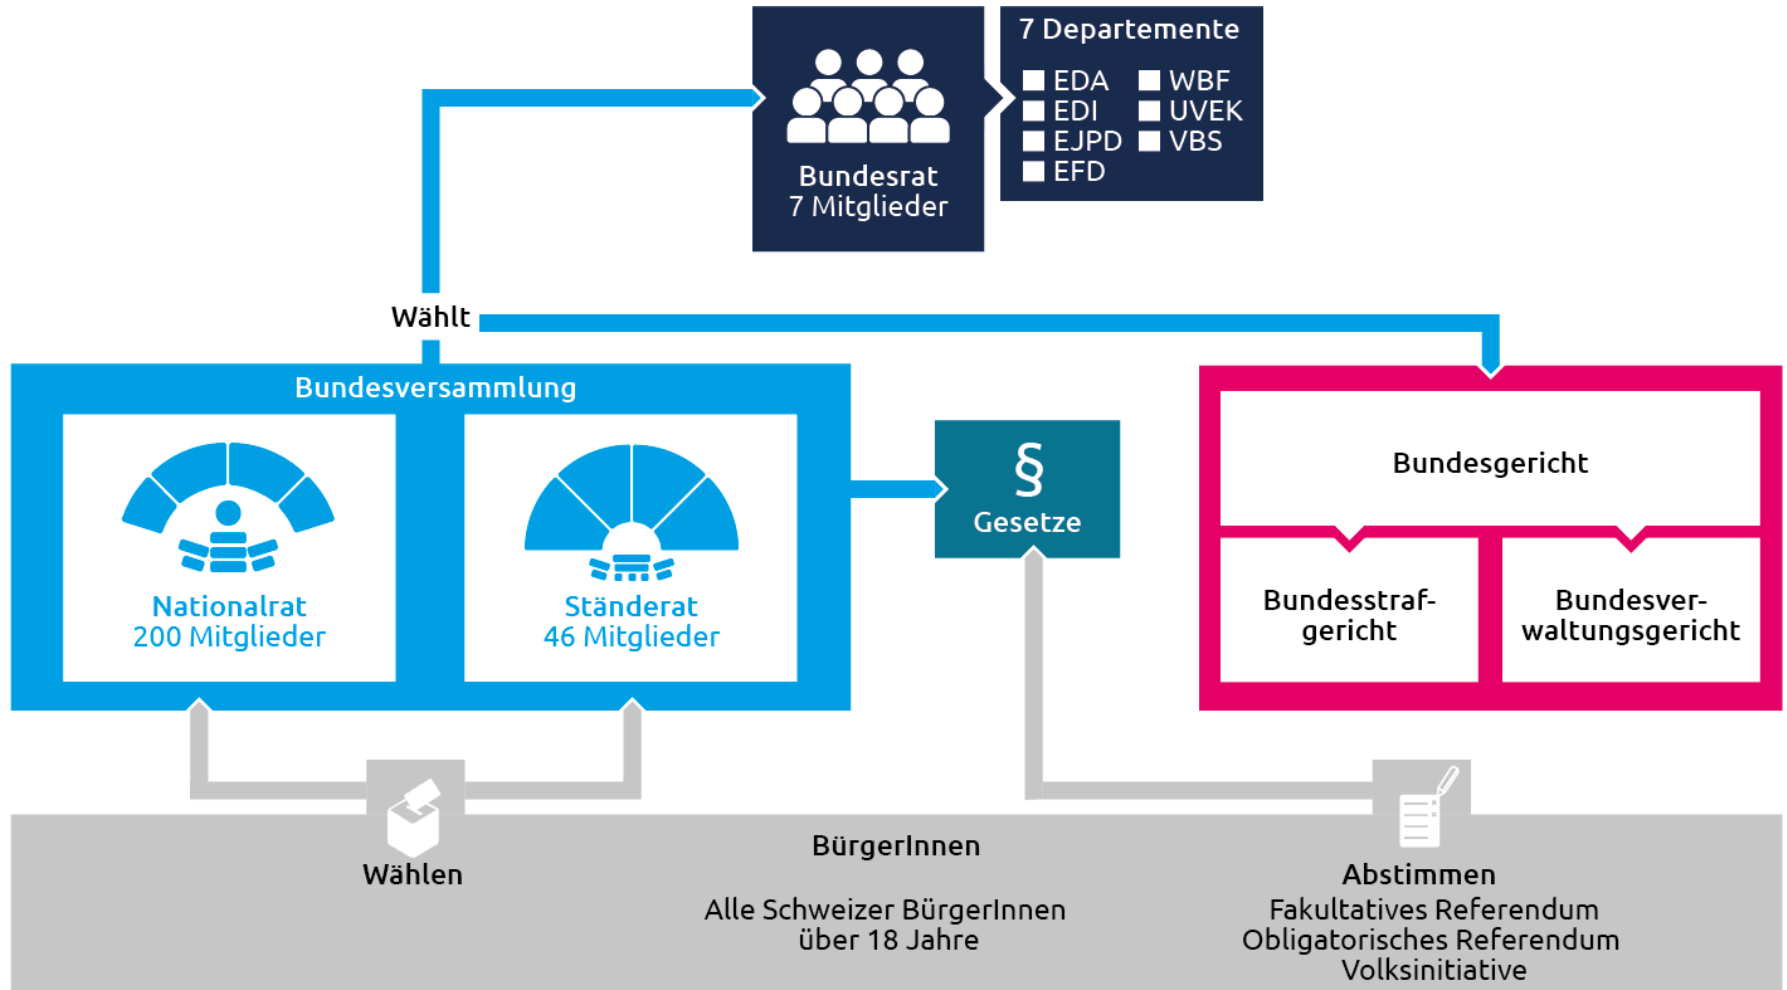 7 Departemente
EDA
EDI
EJPD
EFD
WBF
UVEK
VBS
Bundesrat
7 Mitglieder
Wählt
Bundesversammlung
Nationalrat
200 Mitglieder
Ständerat
46 Mitglieder
§
Gesetze
Bundesgericht
Bundesstraf-
gericht
Bundesver-
waltungsgericht
Wählen
BürgerInnen
Alle Schweizer BürgerInnen
über 18 Jahre
Abstimmen
Fakultatives Referendum
Obligatorisches Referendum
Volksinitiative